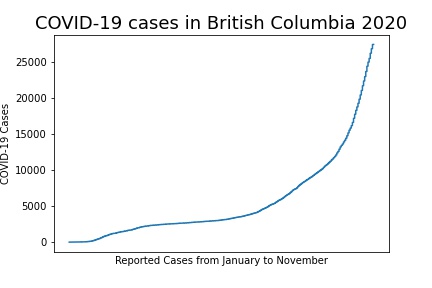 COVID-19 cases in British Columbia 2020
25000
20000
15000
10000
5000
0
COVID-19 Cases
Reported Cases from January to November